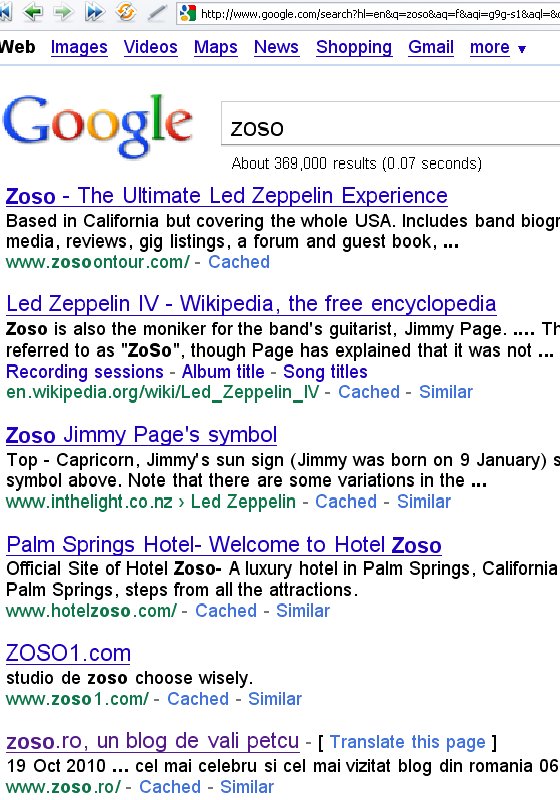 http://www.google.com/search?hl=en&q=zoso&aq=f&aqi=g9g-s1&aql=&
Web Images Videos Maps News Shopping Gmail more ▼
Google
zoso
About 369,000 results (0.07 seconds)
Zoso - The Ultimate Led Zeppelin Experience
Based in California but covering the whole USA. Includes band biogr
media, reviews, gig listings, a forum and guest book, ...
www.zosoontour.com/ - Cached
Led Zeppelin IV - Wikipedia, the free encyclopedia
Zoso is also the moniker for the band's guitarist, Jimmy Page. .... Th
referred to as "ZoSo", though Page has explained that it was not ...
Recording sessions - Album title - Song titles
en.wikipedia.org/wiki/Led_Zeppelin_IV - Cached - Similar
Zoso Jimmy Page's symbol
Top - Capricorn, Jimmy's sun sign (Jimmy was born on 9 January) s
symbol above. Note that there are some variations in the ...
www.inthelight.co.nz › Led Zeppelin - Cached - Similar
Palm Springs Hotel- Welcome to Hotel Zoso
Official Site of Hotel Zoso- A luxury hotel in Palm Springs, California
Palm Springs, steps from all the attractions.
www.hotelzoso.com/ - Cached - Similar
ZOSO1.com
studio de zoso choose wisely.
www.zoso1.com/ - Cached - Similar
zoso.ro, un blog de vali petcu - [ Translate this page ]
19 Oct 2010 ... cel mai celebru si cel mai vizitat blog din romania 06
www.zoso.ro/ - Cached - Similar